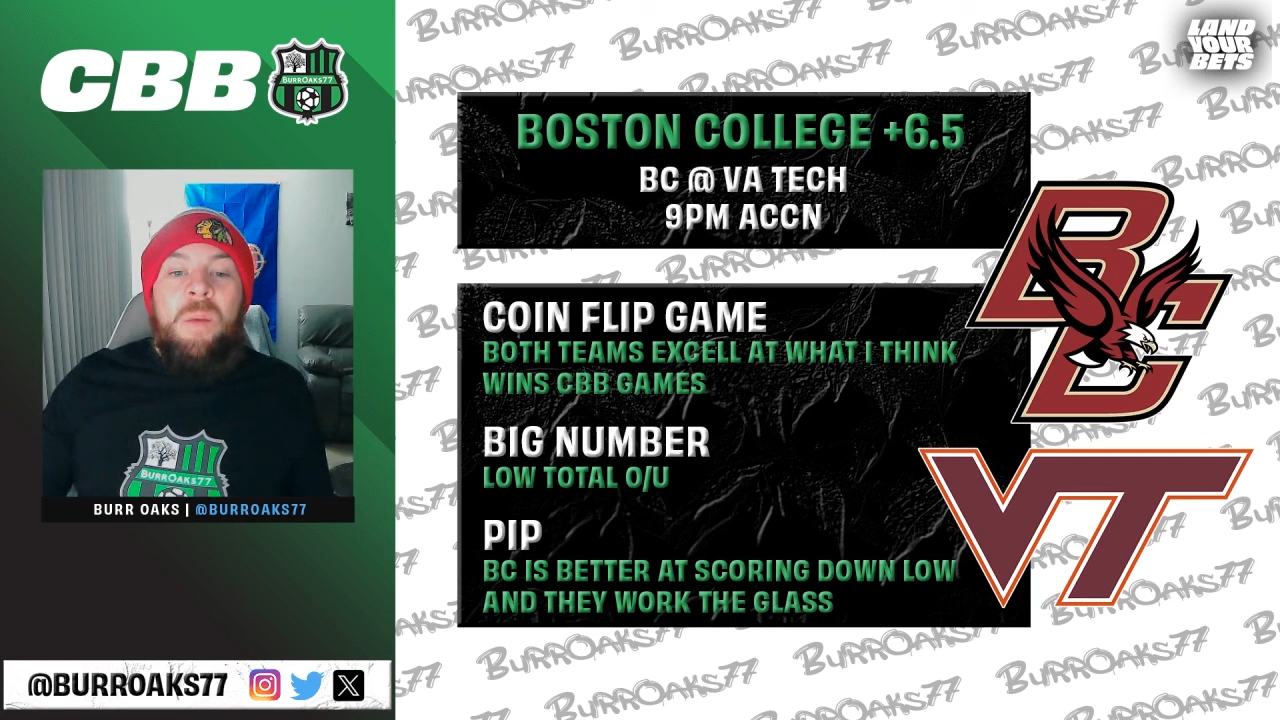 CBB
BURROAKS77
BURROAKS77
BURR OAKS | @BURROAKS77
@BURROAKS77
LAND
YOUR
BETS
BOSTON COLLEGE +6.5
BC @ VA TECH
9PM ACCN
COIN FLIP GAME
BOTH TEAMS EXCELL AT WHAT I THINK
WINS CBB GAMES
BIG NUMBER
LOW TOTAL O/U
PIP
BC IS BETTER AT SCORING DOWN LOW
AND THEY WORK THE GLASS
BC
VT
BURROAKS77